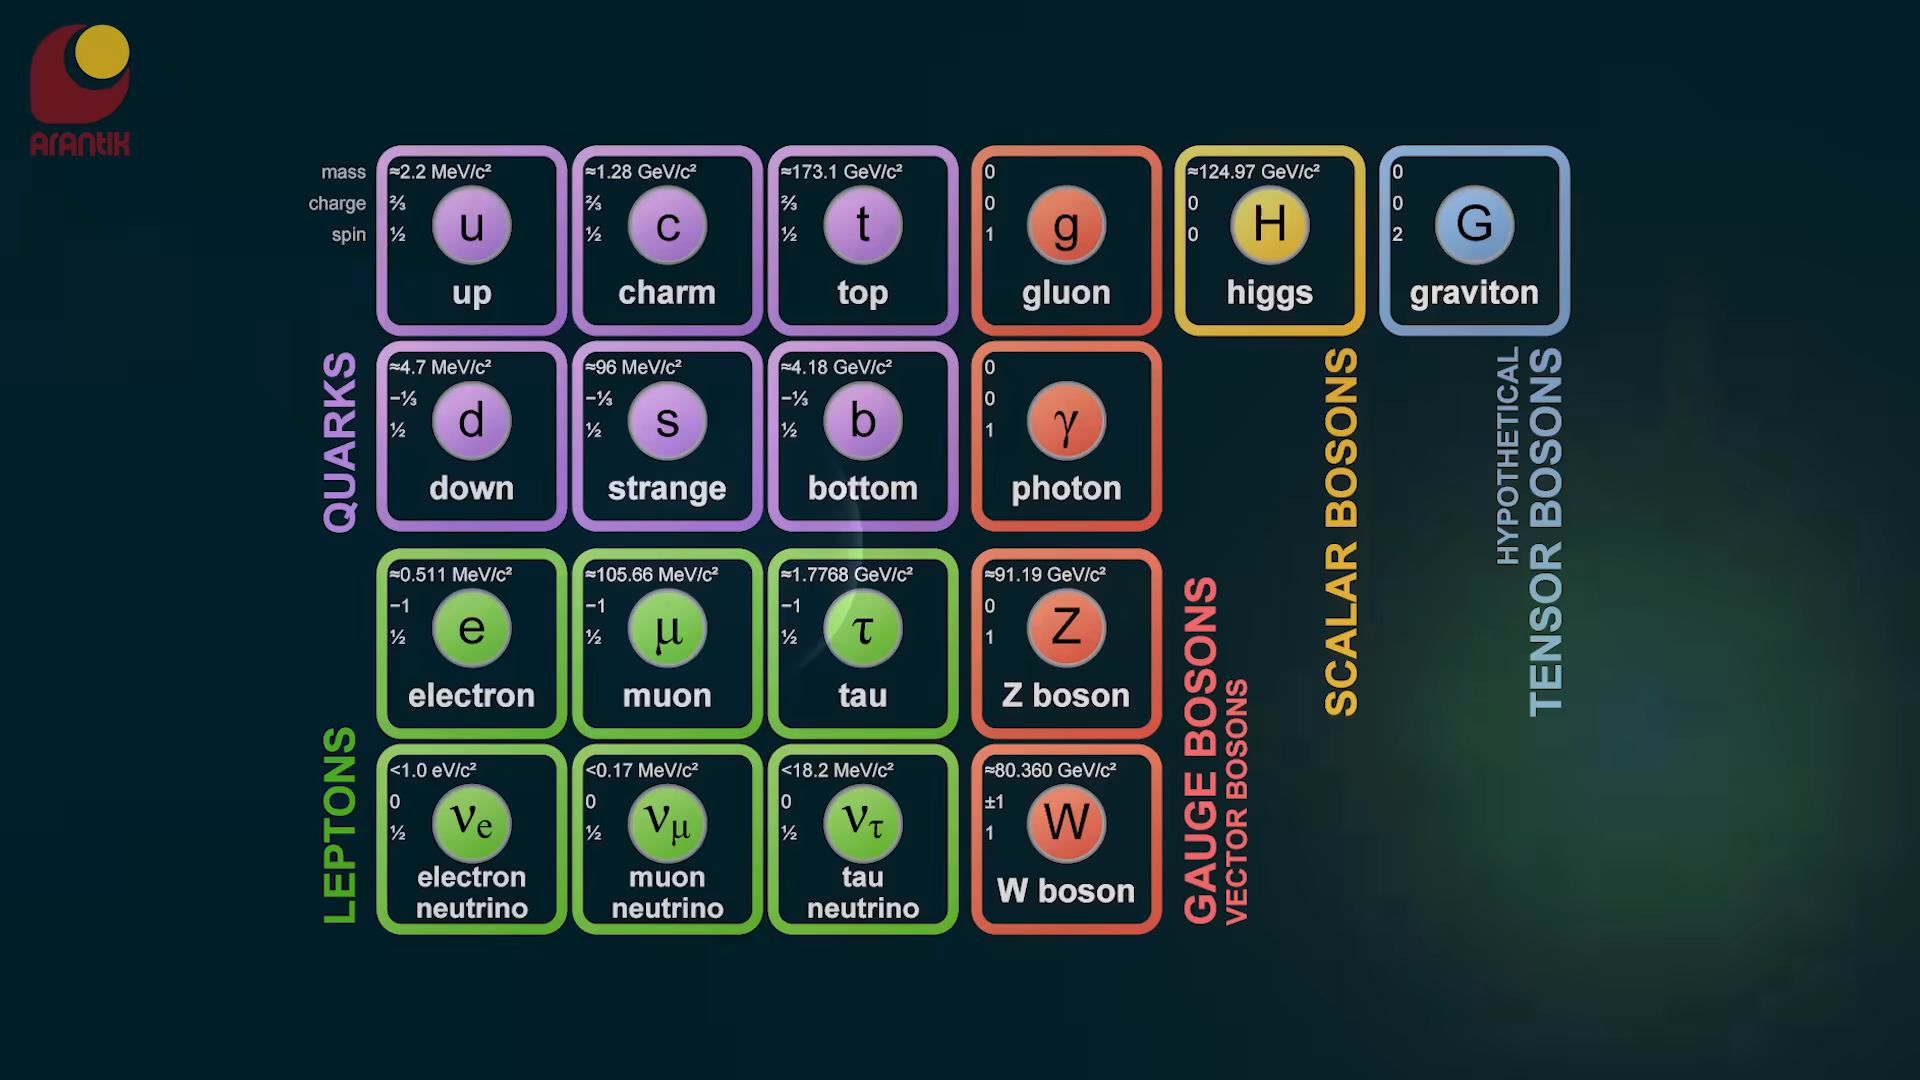 ArAntIK
mass
charge
spin
≈2.2 MeV/c²
⅔
½
u
up
≈1.28 GeV/c²
⅔
½
c
charm
≈173.1 GeV/c²
⅔
½
t
top
0
0
1
g
gluon
≈124.97 GeV/c²
0
0
H
higgs
0
0
2
G
graviton
QUARKS
≈4.7 MeV/c²
−⅓
½
d
down
≈96 MeV/c²
−⅓
½
s
strange
≈4.18 GeV/c²
−⅓
½
b
bottom
0
0
1
γ
photon
SCALAR BOSONS
HYPOTHETICAL
TENSOR BOSONS
LEPTONS
≈0.511 MeV/c²
−1
½
e
electron
≈105.66 MeV/c²
−1
½
μ
muon
≈1.7768 GeV/c²
−1
½
τ
tau
≈91.19 GeV/c²
0
1
Z
Z boson
GAUGE BOSONS
VECTOR BOSONS
<1.0 eV/c²
0
½
νe
electron
neutrino
<0.17 MeV/c²
0
½
νμ
muon
neutrino
<18.2 MeV/c²
0
½
ντ
tau
neutrino
≈80.360 GeV/c²
±1
1
W
W boson